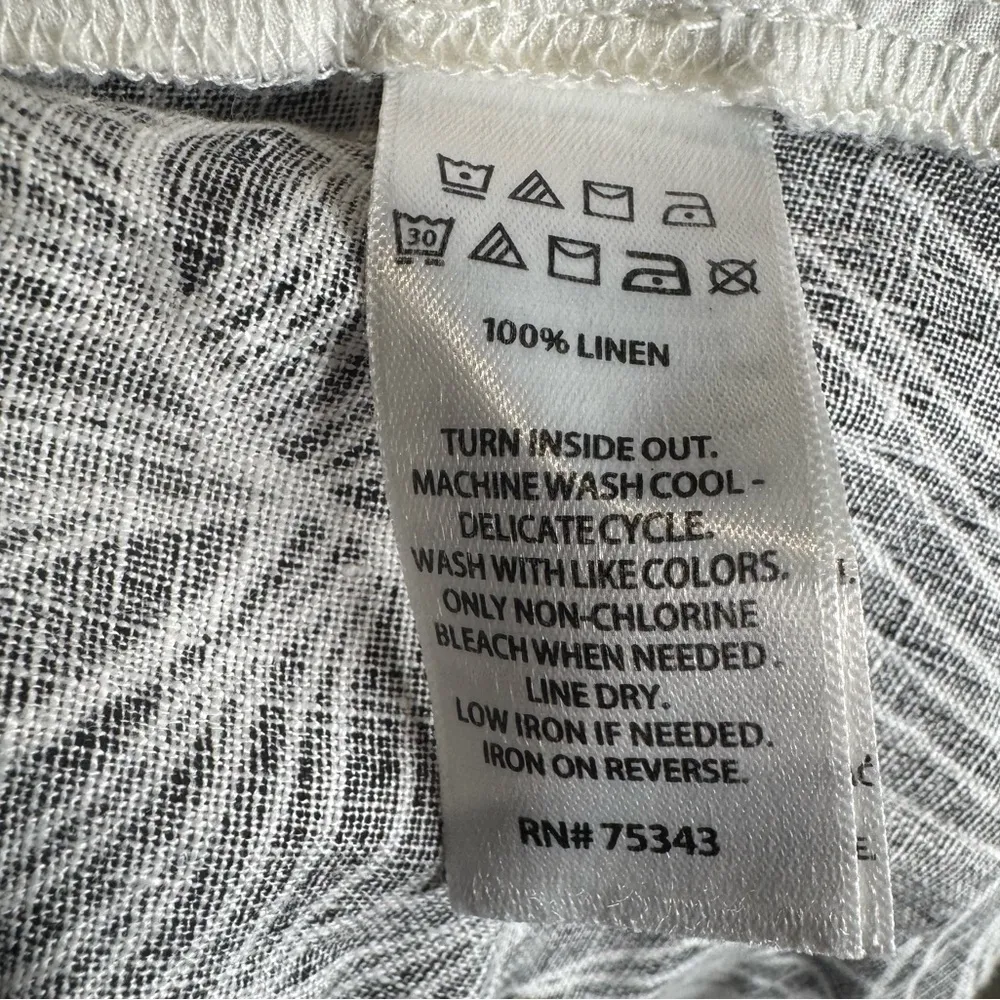 30
100% LINEN
TURN INSIDE OUT.
MACHINE WASH COOL -
DELICATE CYCLE.
WASH WITH LIKE COLORS.
ONLY NON-CHLORINE
BLEACH WHEN NEEDED.
LINE DRY.
LOW IRON IF NEEDED.
IRON ON REVERSE.
RN# 75343